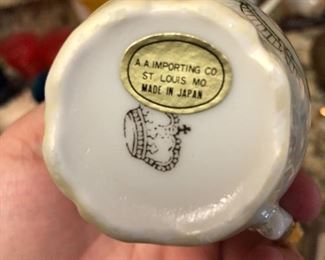 A A IMPORTING CO
ST. LOUIS MO.
MADE IN JAPAN